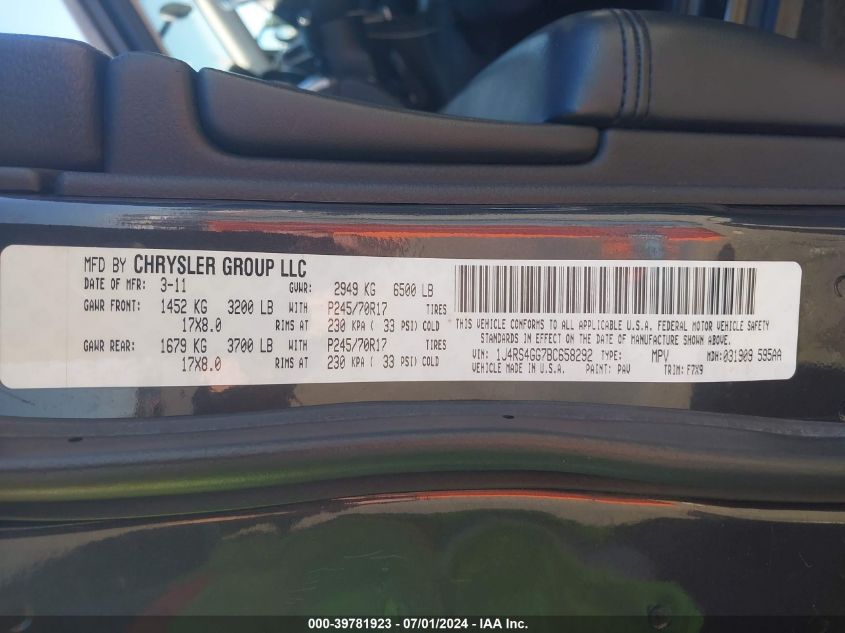 MFD BY CHRYSLER GROUP LLC
DATE OF MFR: 3-11 GVWR: 2949 KG 6500 LB
GAWR FRONT: 1452 KG 3200 LB WITH P245/70R17 TIRES
17X8.0 RIMS AT 230 KPA ( 33 PSI) COLD
GAWR REAR: 1679 KG 3700 LB WITH P245/70R17 TIRES
17X8.0 RIMS AT 230 KPA ( 33 PSI) COLD
THIS VEHICLE CONFORMS TO ALL APPLICABLE U.S.A. FEDERAL MOTOR VEHICLE SAFETY
STANDARDS IN EFFECT ON THE DATE OF MANUFACTURE SHOWN ABOVE.
VIN: 1J4RS4GG7BC658292 TYPE: MPV MDH:031909 595AA
VEHICLE MADE IN U.S.A. PAINT: PAV TRIM: F7X9
000-39781923 - 07/01/2024 - IAA Inc.